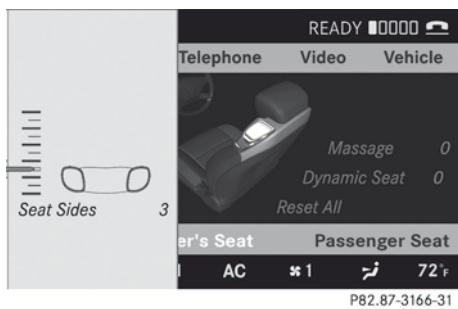 READY
Telephone Video Vehicle
Massage 0
Dynamic Seat 0
Seat Sides 3
Reset All
er's Seat Passenger Seat
AC 1 72°F
P82.87-3166-31